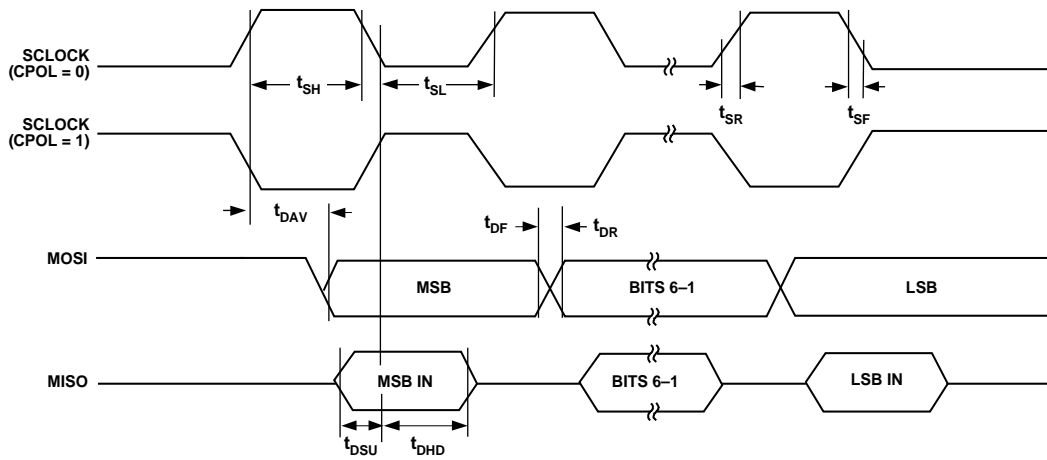 SCLOCK
(CPOL = 0)
tSH
tSL
tSR
tSF
SCLOCK
(CPOL = 1)
tDAV
tDF
tDR
MOSI
MSB
BITS 6–1
LSB
MISO
MSB IN
BITS 6–1
LSB IN
tDSU
tDHD